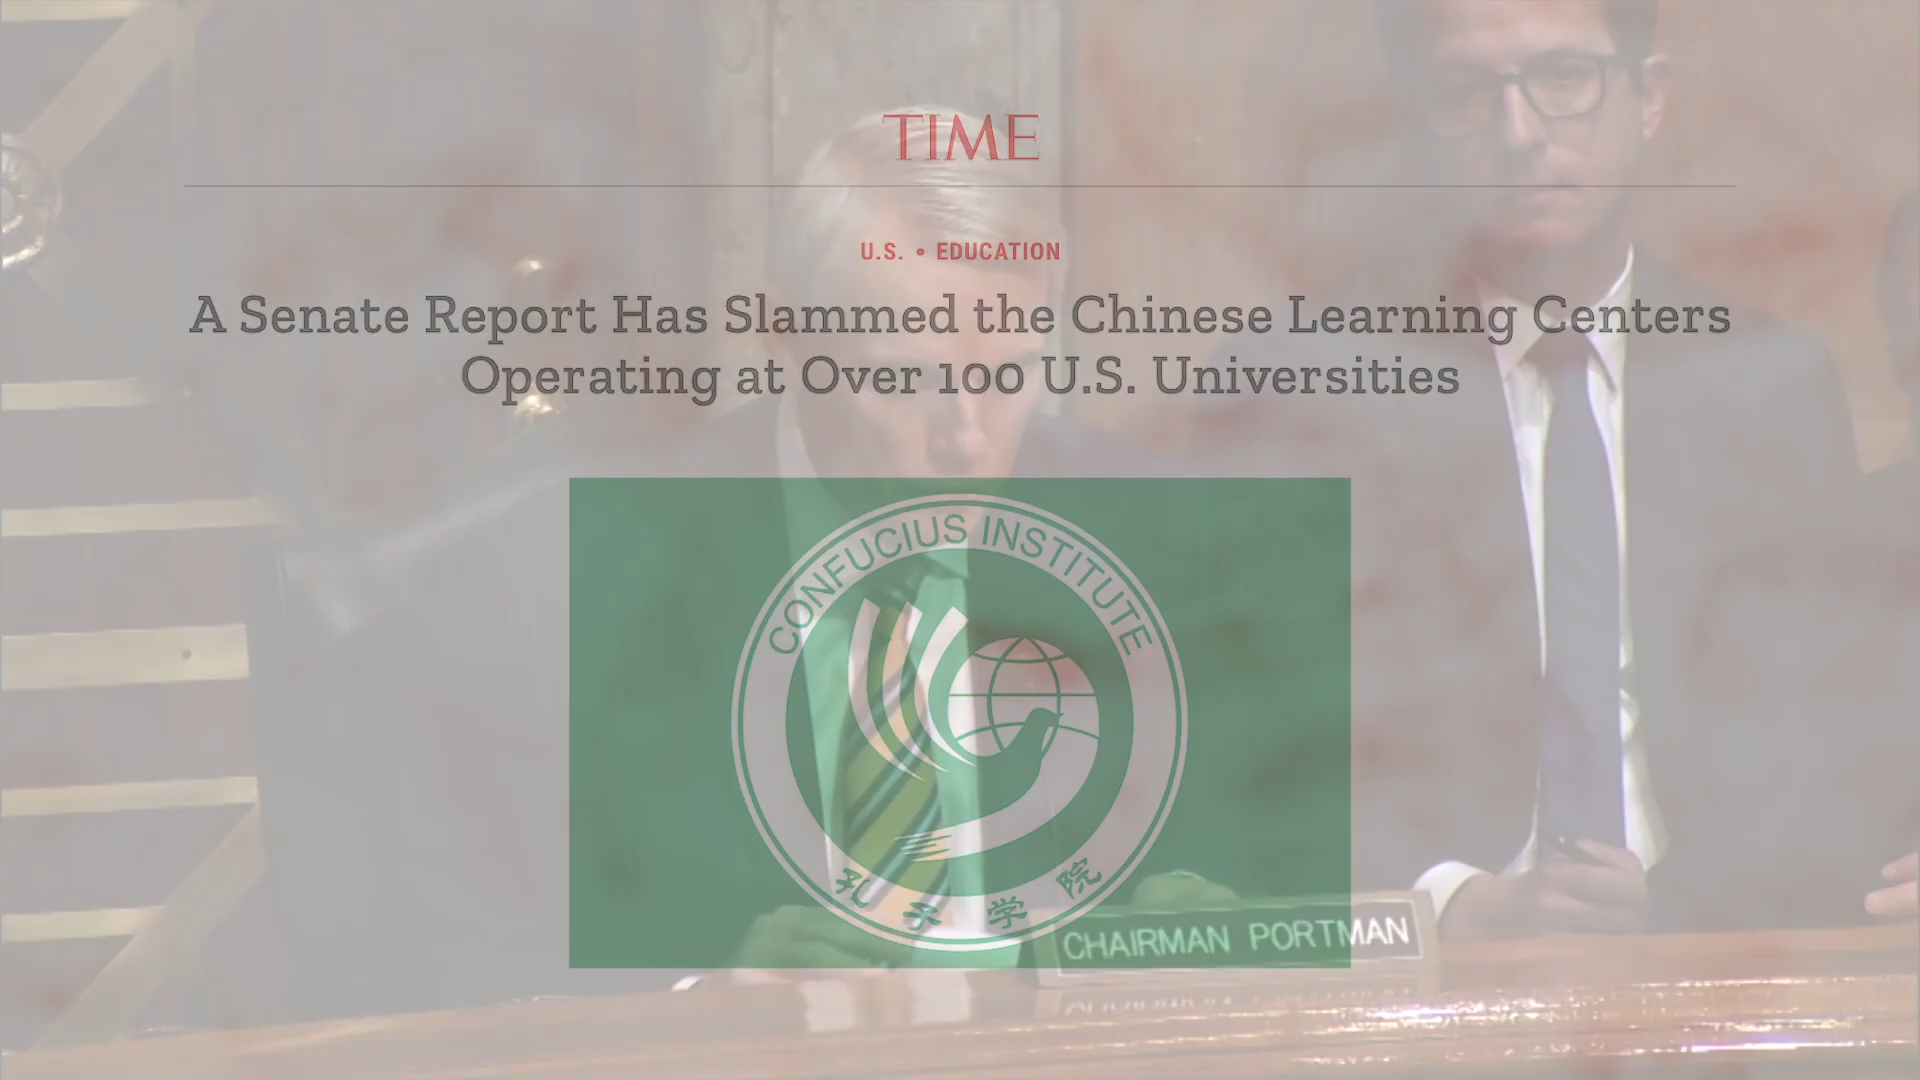 TIME
U.S. • EDUCATION
A Senate Report Has Slammed the Chinese Learning Centers
Operating at Over 100 U.S. Universities
CONFUCIUS INSTITUTE
孔子学院
CHAIRMAN PORTMAN